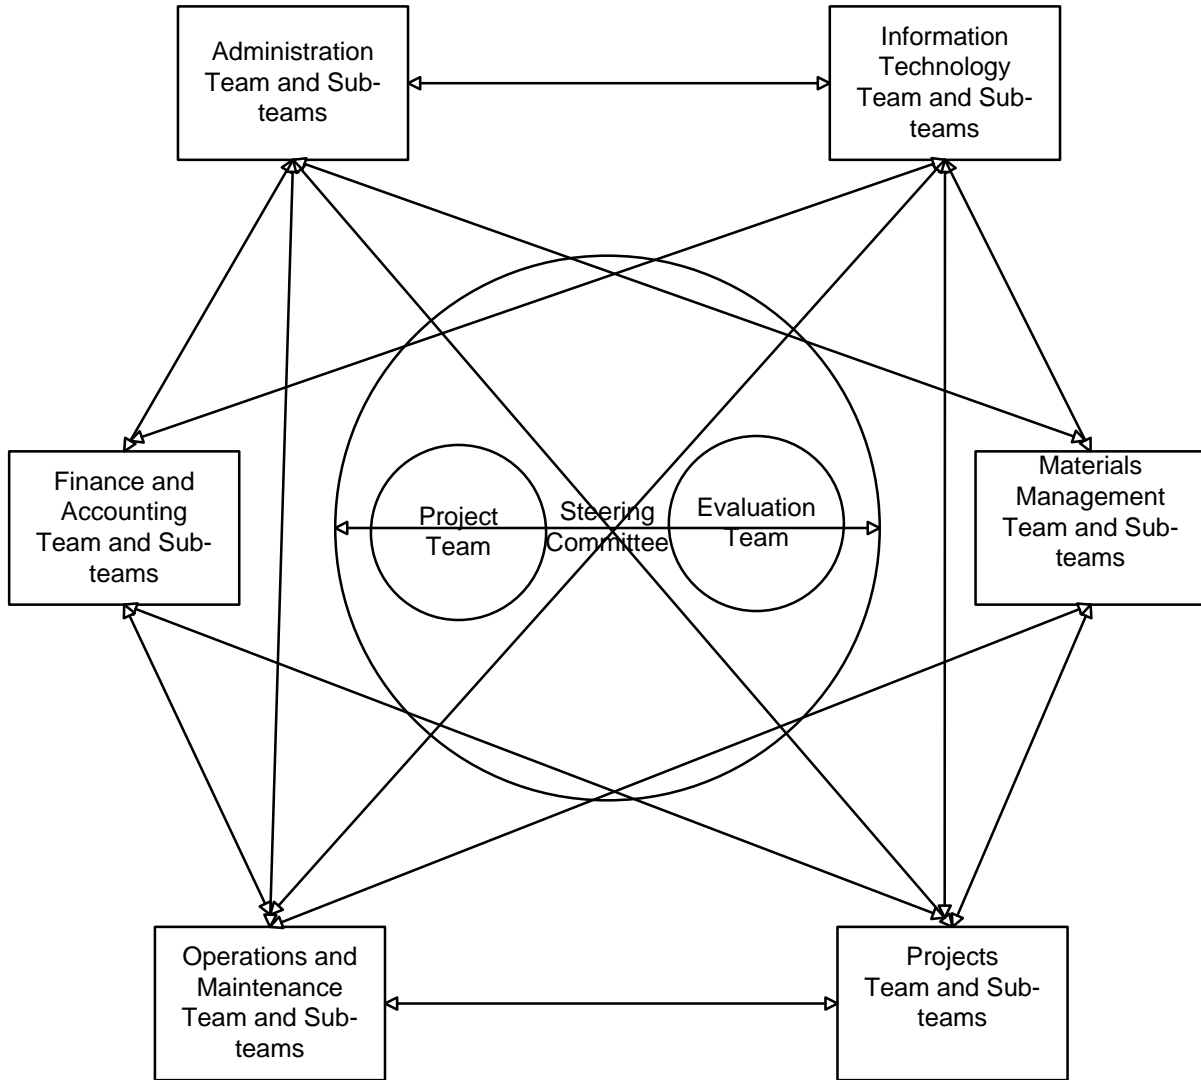 Administration
Team and Sub-
teams
Information
Technology
Team and Sub-
teams
Finance and
Accounting
Team and Sub-
teams
Project
Team
Steering
Committee
Evaluation
Team
Materials
Management
Team and Sub-
teams
Operations and
Maintenance
Team and Sub-
teams
Projects
Team and Sub-
teams